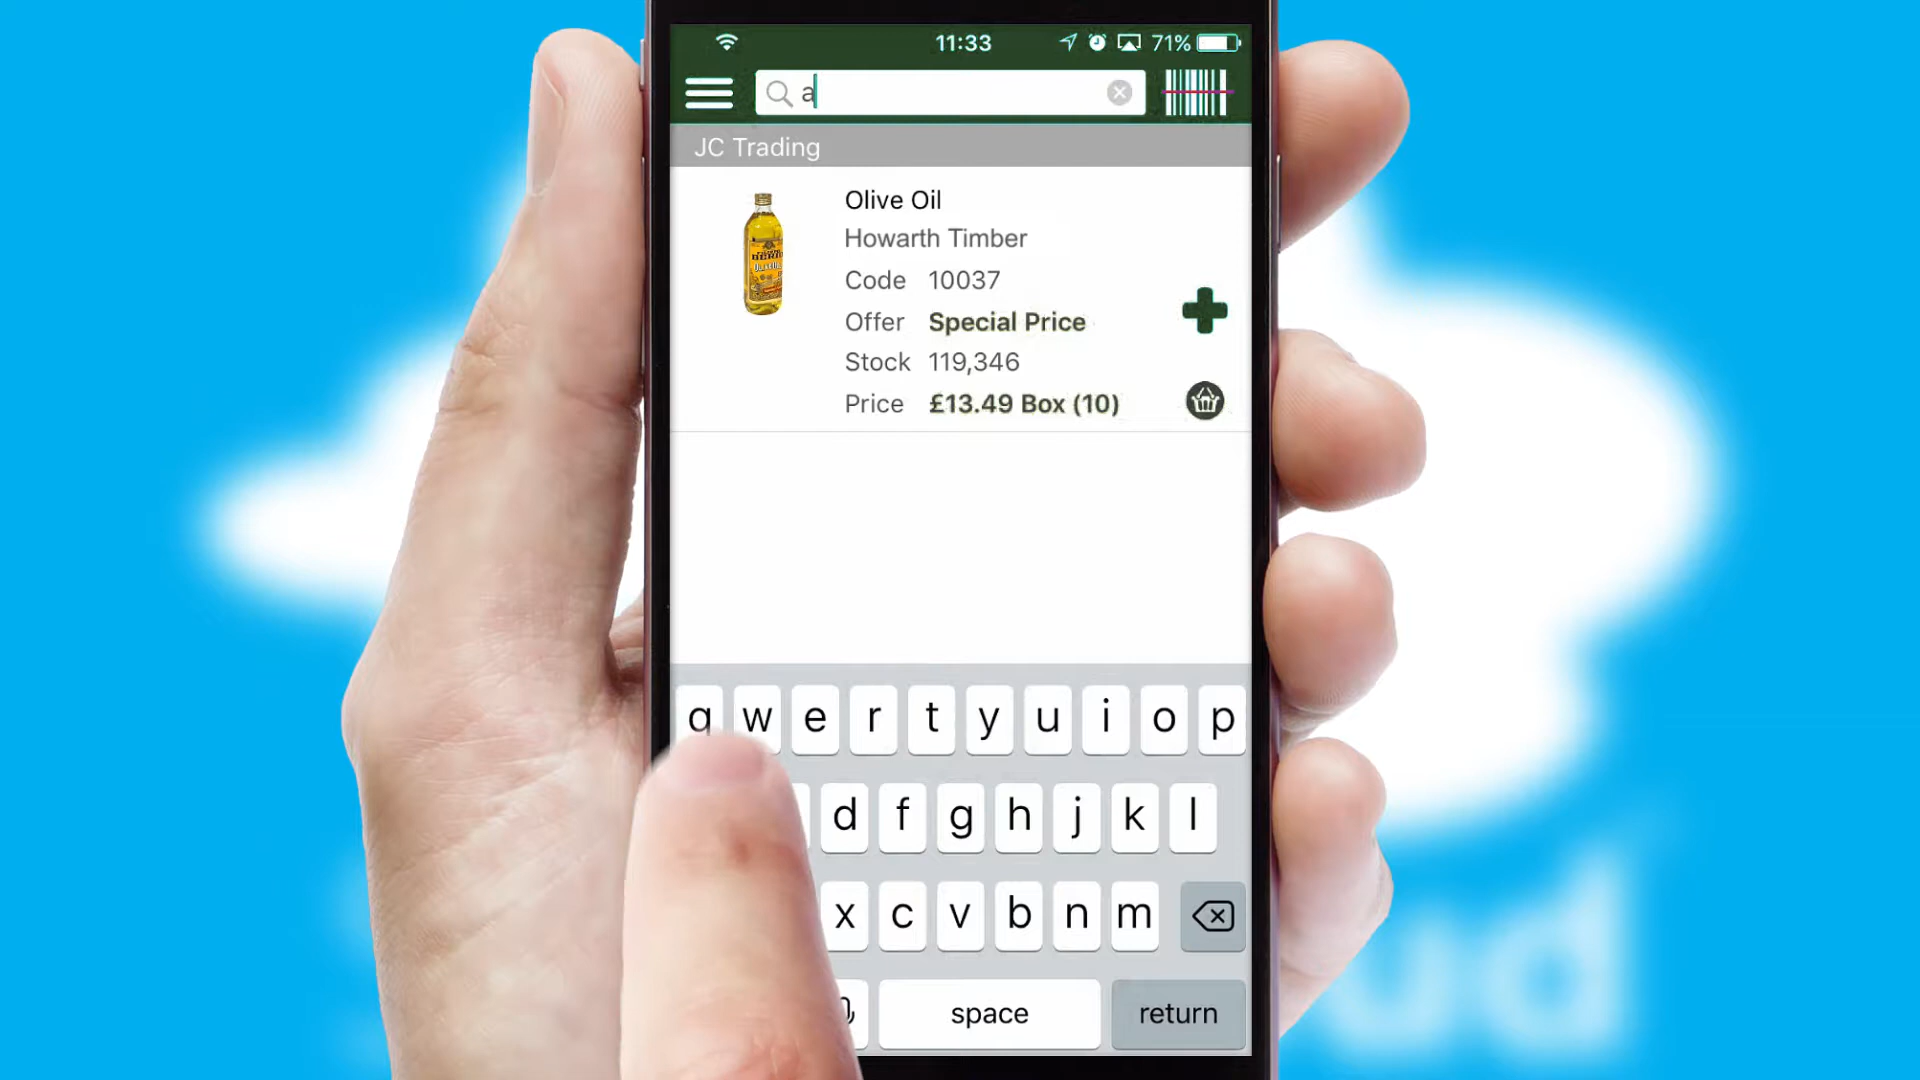 11:33
71%
a
JC Trading
Olive Oil
Howarth Timber
Code 10037
Offer Special Price
Stock 119,346
Price £13.49 Box (10)
q w e r t y u i o p
d f g h j k l
x c v b n m
space return
ud